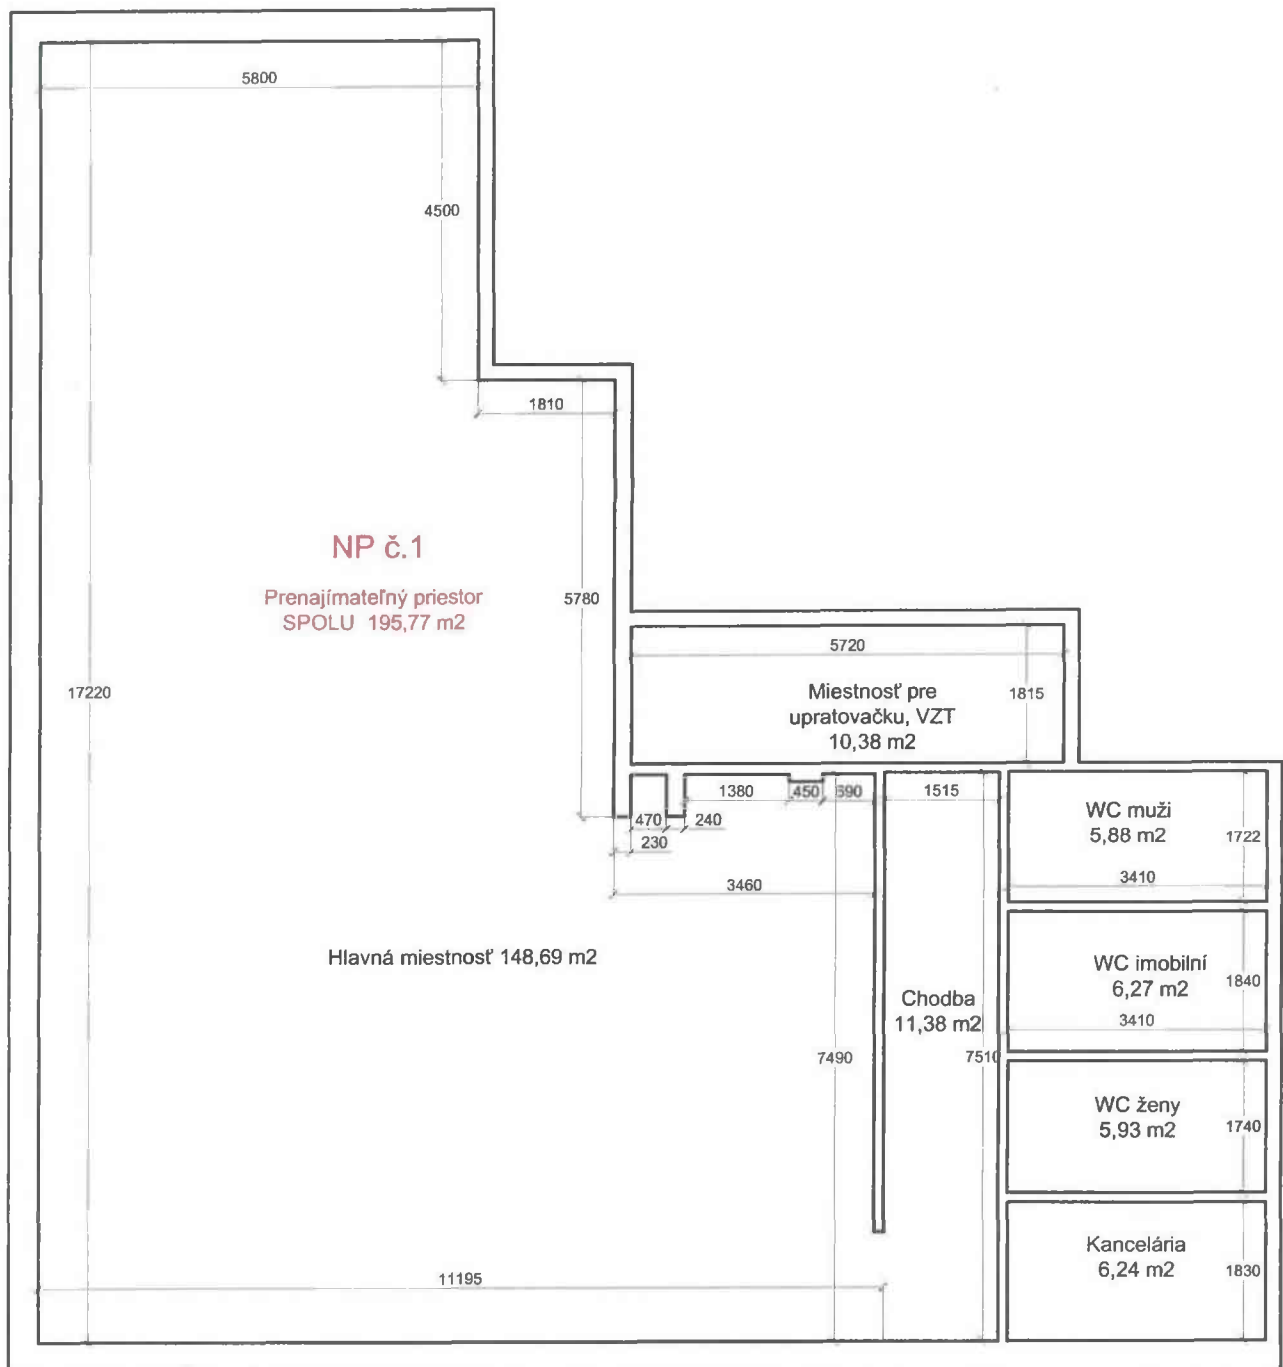 5800
4500
1810
NP č.1
Prenajímateľný priestor
SPOLU 195,77 m2
5780
17220
5720
Miestnosť pre
upratovačku, VZT
10,38 m2
1815
1380
450
690
1515
470
240
230
3460
WC muži
5,88 m2
1722
3410
Hlavná miestnosť 148,69 m2
WC imobilní
6,27 m2
1840
3410
Chodba
11,38 m2
7490
7510
WC ženy
5,93 m2
1740
Kancelária
6,24 m2
1830
11195